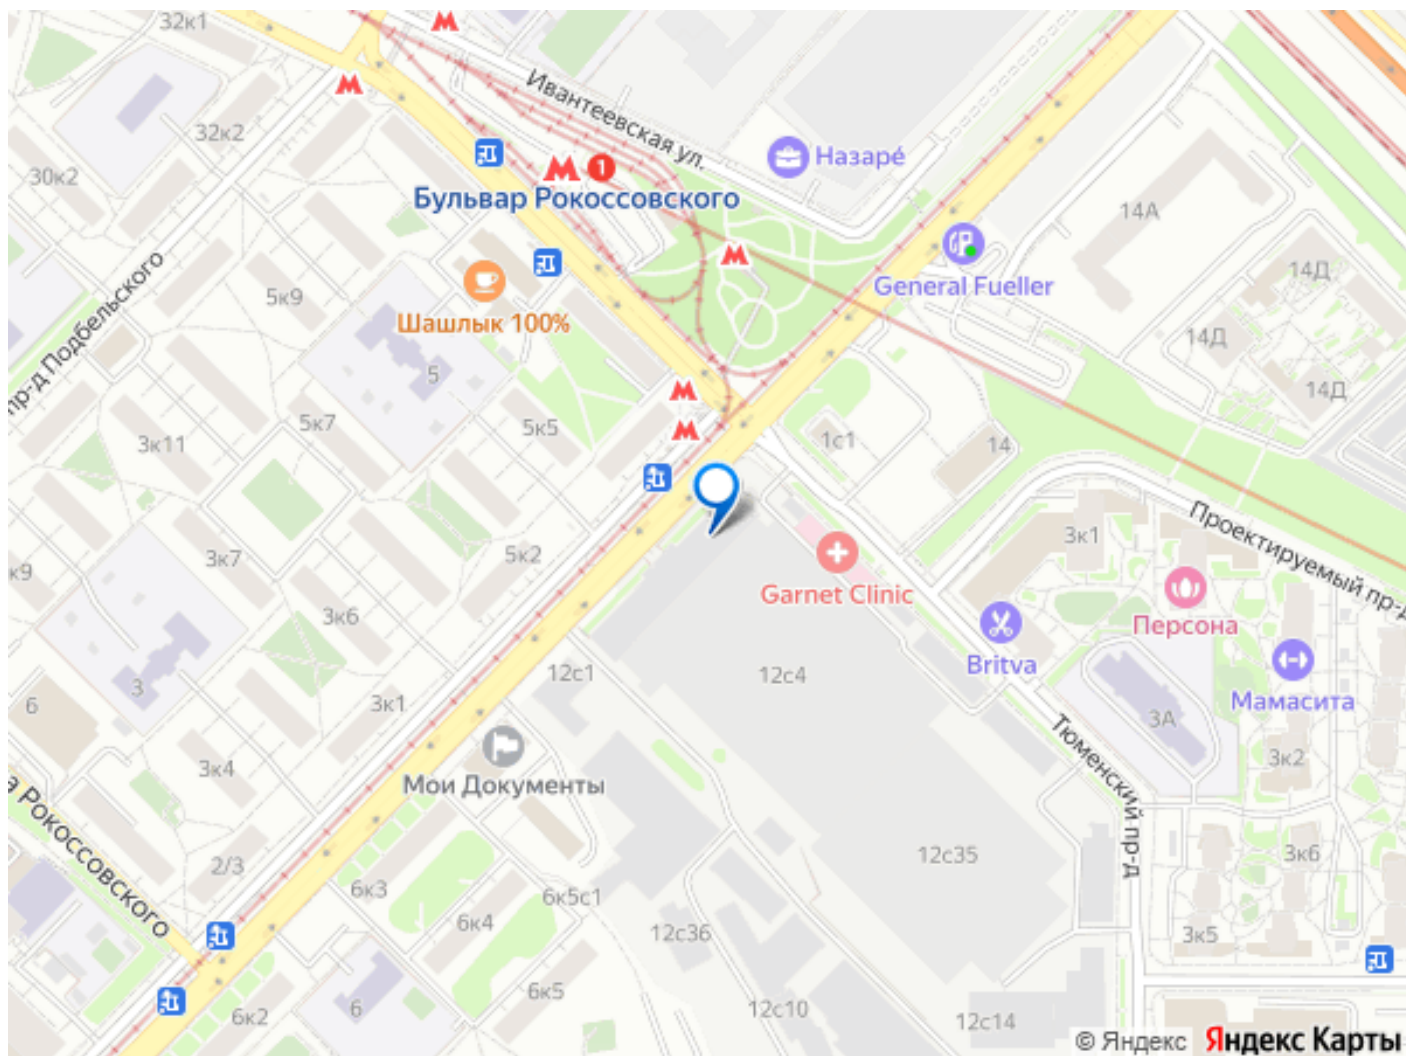 32к1
М
Ивантеевская ул.
М
32к2
Назаре́
30к2
М 1
Бульвар Рокоссовского
14А
М
пр-д Подбельского
General Fueller
14Д
5к9
Шашлык 100%
14Д
5
14Д
М
5к7
5к5
М
3к11
1с1
14
Проектируемый пр-д
3к1
3к7
5к2
к9
Garnet Clinic
Персона
3к6
Britva
12с1
12с4
Мамасита
3
6
3к1
3А
Тюменский пр-д
3к4
Мои Документы
3к2
а Рокоссовского
12с35
3к6
2/3
6к3
6к5с1
6к4
12с36
3к5
6к5
6
12с10
6к2
12с14
© Яндекс Яндекс Карты